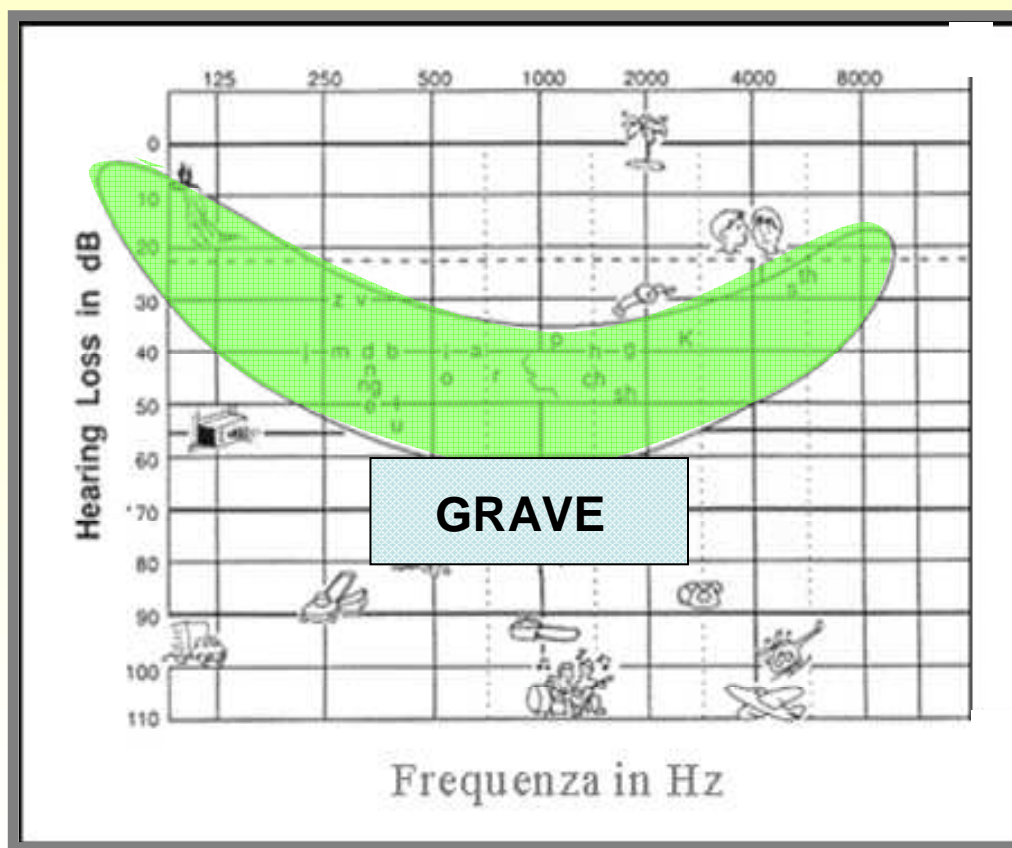 125 250 500 1000 2000 4000 8000
0
10
20
30
40
50
60
70
80
90
100
110
Hearing Loss in dB
z v
th
s
p
K
j m d b i a h g
n
ng
o r ch
sh
e l
u
GRAVE
Frequenza in Hz